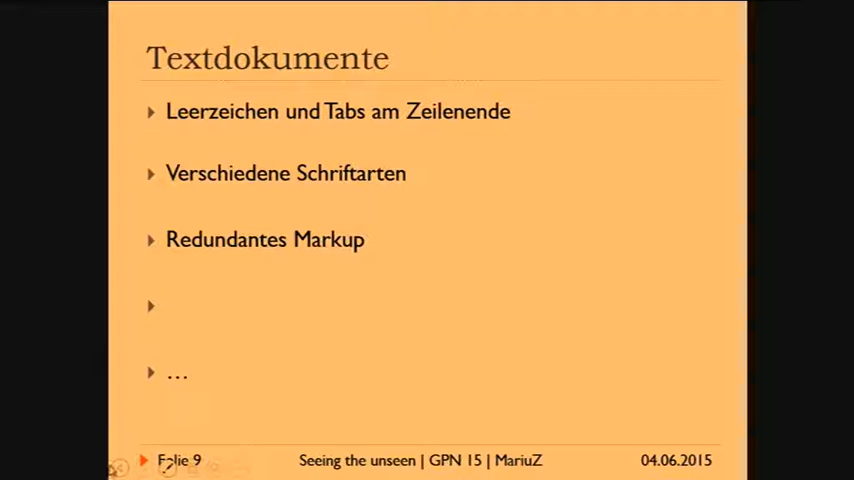 Textdokumente
Leerzeichen und Tabs am Zeilenende
Verschiedene Schriftarten
Redundantes Markup
…
Folie 9 Seeing the unseen | GPN 15 | MariuZ 04.06.2015